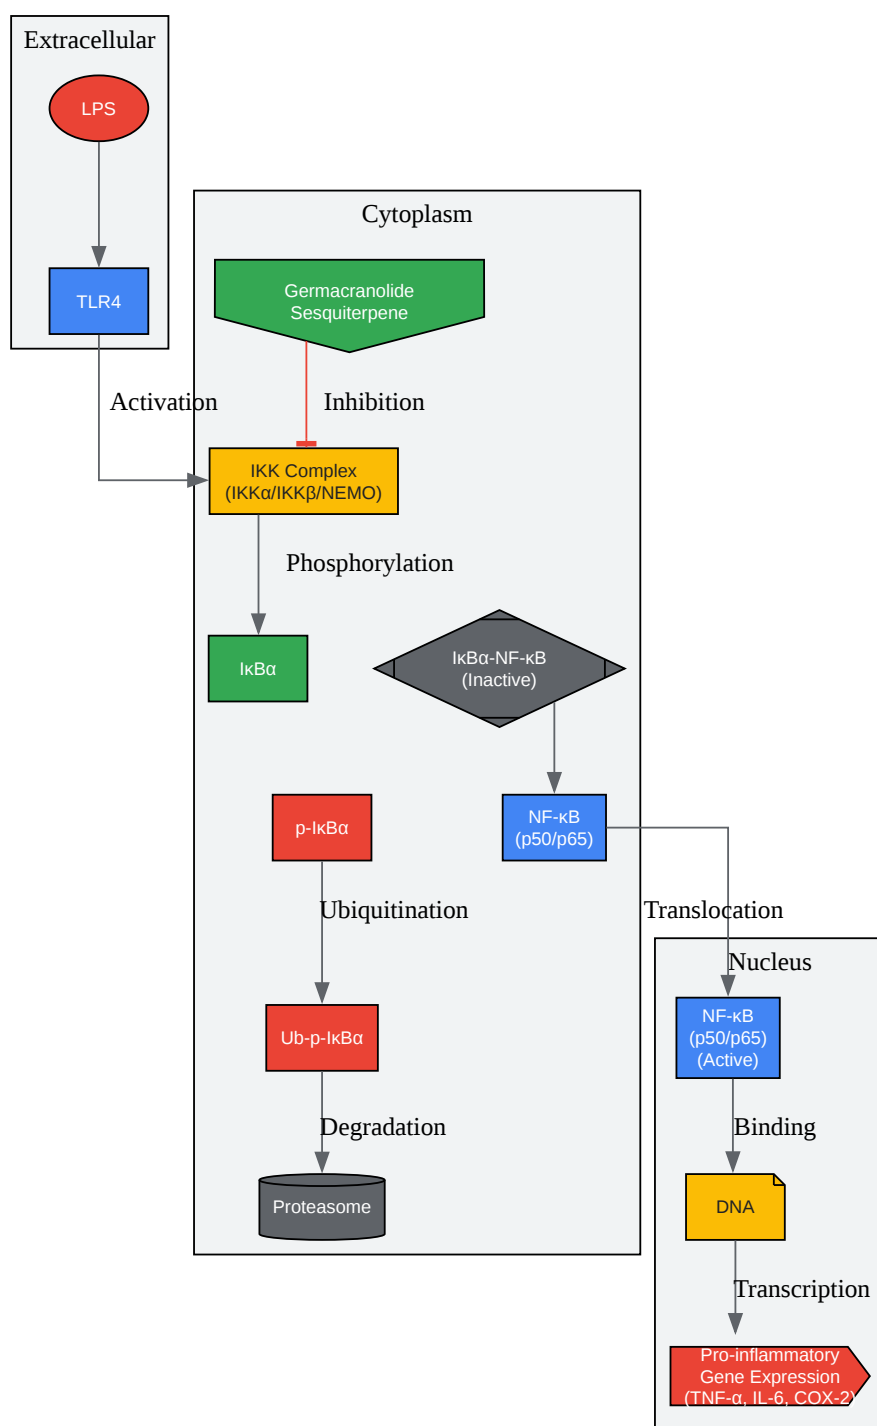 Extracellular
LPS
TLR4
Activation
Cytoplasm
Germacranolide
Sesquiterpene
Inhibition
IKK Complex
(IKKα/IKKβ/NEMO)
Phosphorylation
IκBα
IκBα-NF-κB
(Inactive)
p-IκBα
NF-κB
(p50/p65)
Ubiquitination
Translocation
Ub-p-IκBα
Degradation
Proteasome
Nucleus
NF-κB
(p50/p65)
(Active)
Binding
DNA
Transcription
Pro-inflammatory
Gene Expression
(TNF-α, IL-6, COX-2)